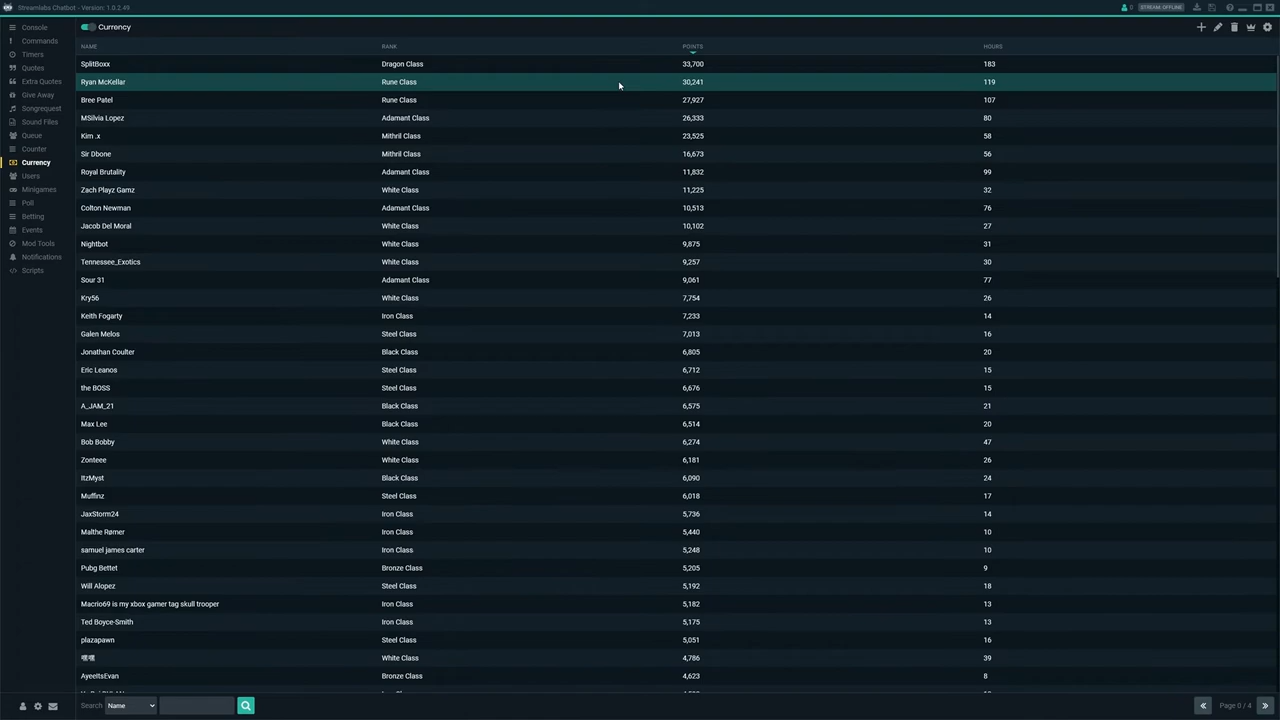 Streamlabs Chatbot - Version: 1.0.2.49
0 STREAM: OFFLINE
Console
Commands
Timers
Quotes
Extra Quotes
Give Away
Songrequest
Sound Files
Queue
Counter
Currency
Users
Minigames
Poll
Betting
Events
Mod Tools
Notifications
Scripts
Currency
NAME RANK POINTS HOURS
SplitBoxx Dragon Class 33,700 183
Ryan McKellar Rune Class 30,241 119
Bree Patel Rune Class 27,927 107
MSilvia Lopez Adamant Class 26,333 80
Kim .x Mithril Class 23,525 58
Sir Dbone Mithril Class 16,673 56
Royal Brutality Adamant Class 11,832 99
Zach Playz Gamz White Class 11,225 32
Colton Newman Adamant Class 10,513 76
Jacob Del Moral White Class 10,102 27
Nightbot White Class 9,875 31
Tennessee_Exotics White Class 9,257 30
Sour 31 Adamant Class 9,061 77
Kry56 White Class 7,754 26
Keith Fogarty Iron Class 7,233 14
Galen Melos Steel Class 7,013 16
Jonathan Coulter Black Class 6,805 20
Eric Leanos Steel Class 6,712 15
the BOSS Steel Class 6,676 15
A_JAM_21 Black Class 6,575 21
Max Lee Black Class 6,514 20
Bob Bobby White Class 6,274 47
Zonteee White Class 6,181 26
ItzMyst Black Class 6,090 24
Muffinz Steel Class 6,018 17
JaxStorm24 Iron Class 5,736 14
Malthe Rømer Iron Class 5,440 10
samuel james carter Iron Class 5,248 10
Pubg Bettet Bronze Class 5,205 9
Will Alopez Steel Class 5,192 18
Macrio69 is my xbox gamer tag skull trooper Iron Class 5,182 13
Ted Boyce-Smith Iron Class 5,175 13
plazapawn Steel Class 5,051 16
嘿嘿 White Class 4,786 39
AyeeItsEvan Bronze Class 4,623 8
Search Name Page 0 / 4